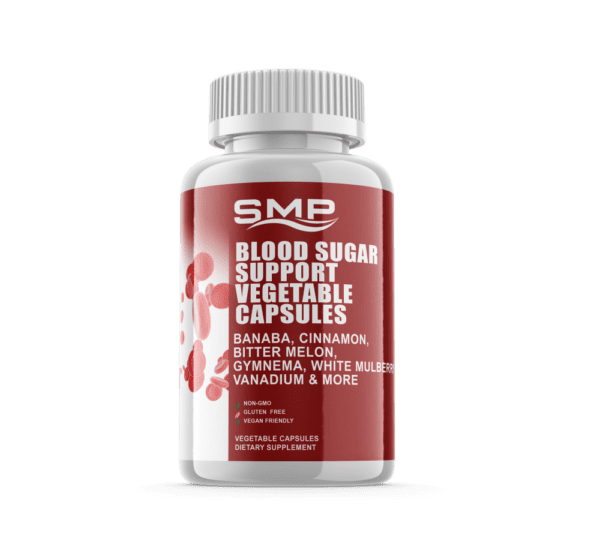 SMP
BLOOD SUGAR
SUPPORT
VEGETABLE
CAPSULES
BANABA, CINNAMON,
BITTER MELON,
GYMNEMA, WHITE MULBERRY
VANADIUM & MORE
NON-GMO
GLUTEN FREE
VEGAN FRIENDLY
VEGETABLE CAPSULES
DIETARY SUPPLEMENT